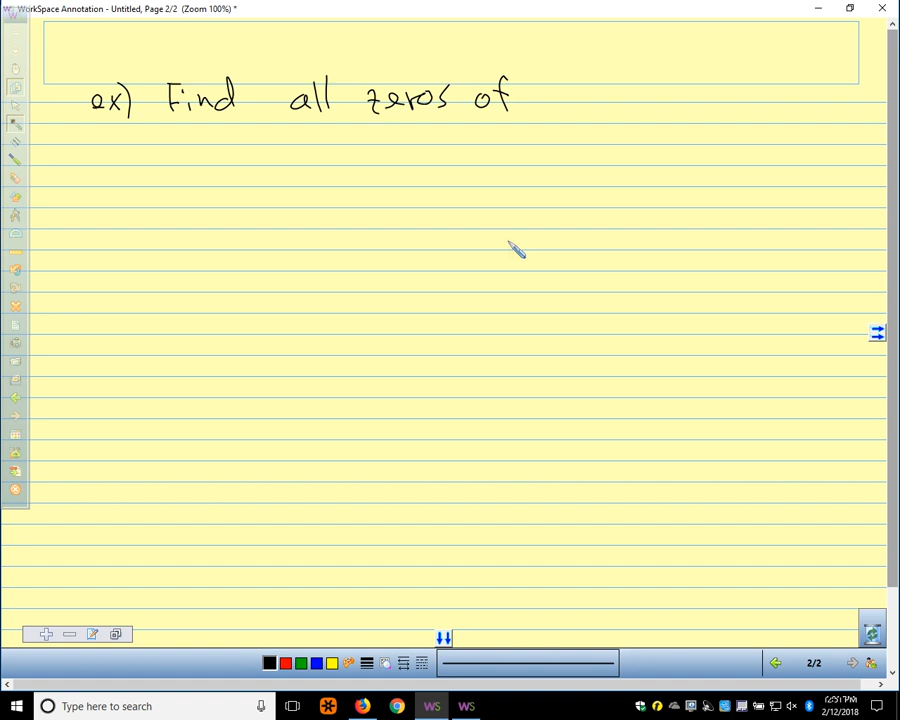 WorkSpace Annotation - Untitled, Page 2/2 (Zoom 100%) *
ex) Find all zeros of
2/2
Type here to search
2/12/2018